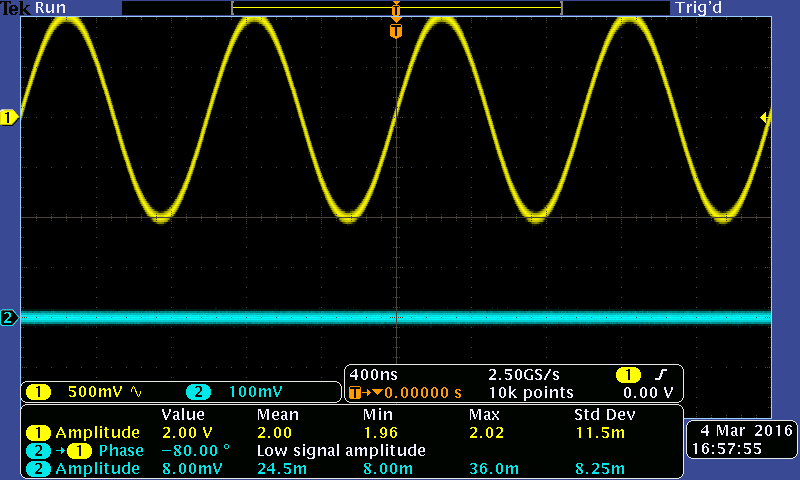 Tek Run Trig'd
T
T
1
2
400ns 2.50GS/s 1
T→▼0.00000 s 10k points 0.00 V
1 500mV 2 100mV
Value Mean Min Max Std Dev
1 Amplitude 2.00 V 2.00 1.96 2.02 11.5m
2 →1 Phase −80.00 ° Low signal amplitude
2 Amplitude 8.00mV 24.5m 8.00m 36.0m 8.25m
4 Mar 2016
16:57:55